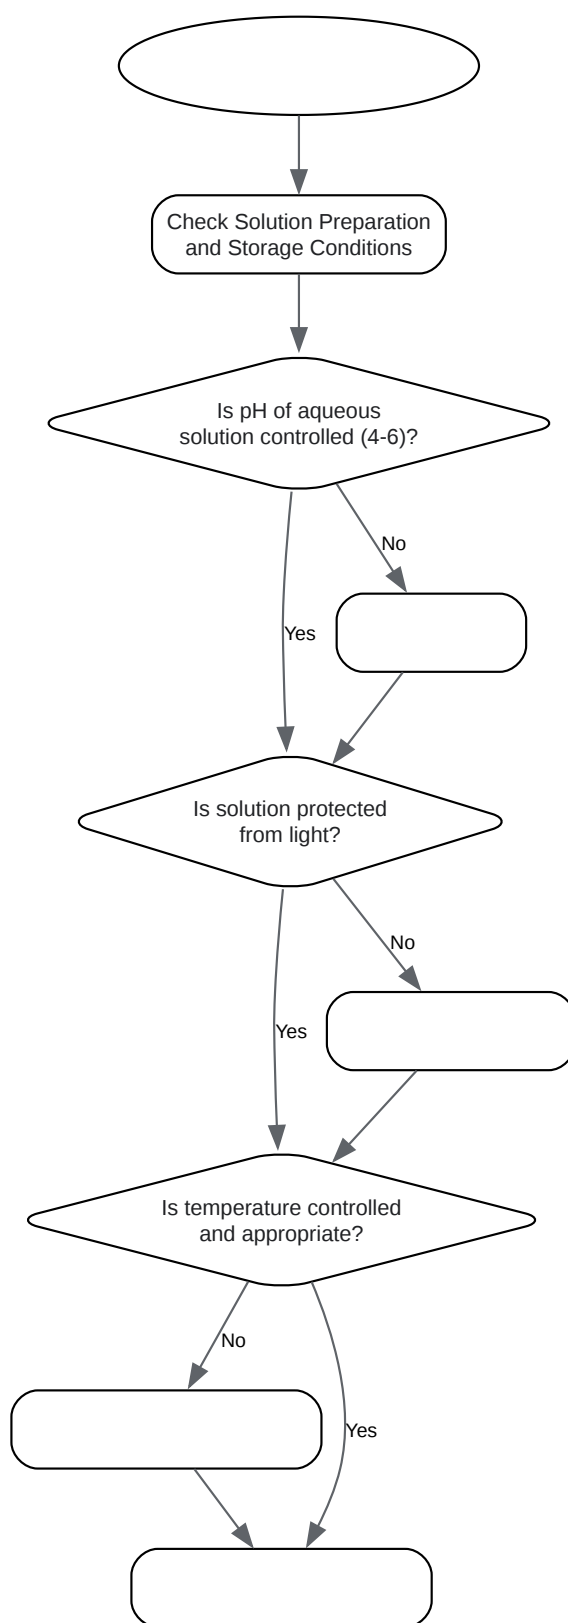 Check Solution Preparation
and Storage Conditions
Is pH of aqueous
solution controlled (4-6)?
No
Yes
Is solution protected
from light?
No
Yes
Is temperature controlled
and appropriate?
No
Yes